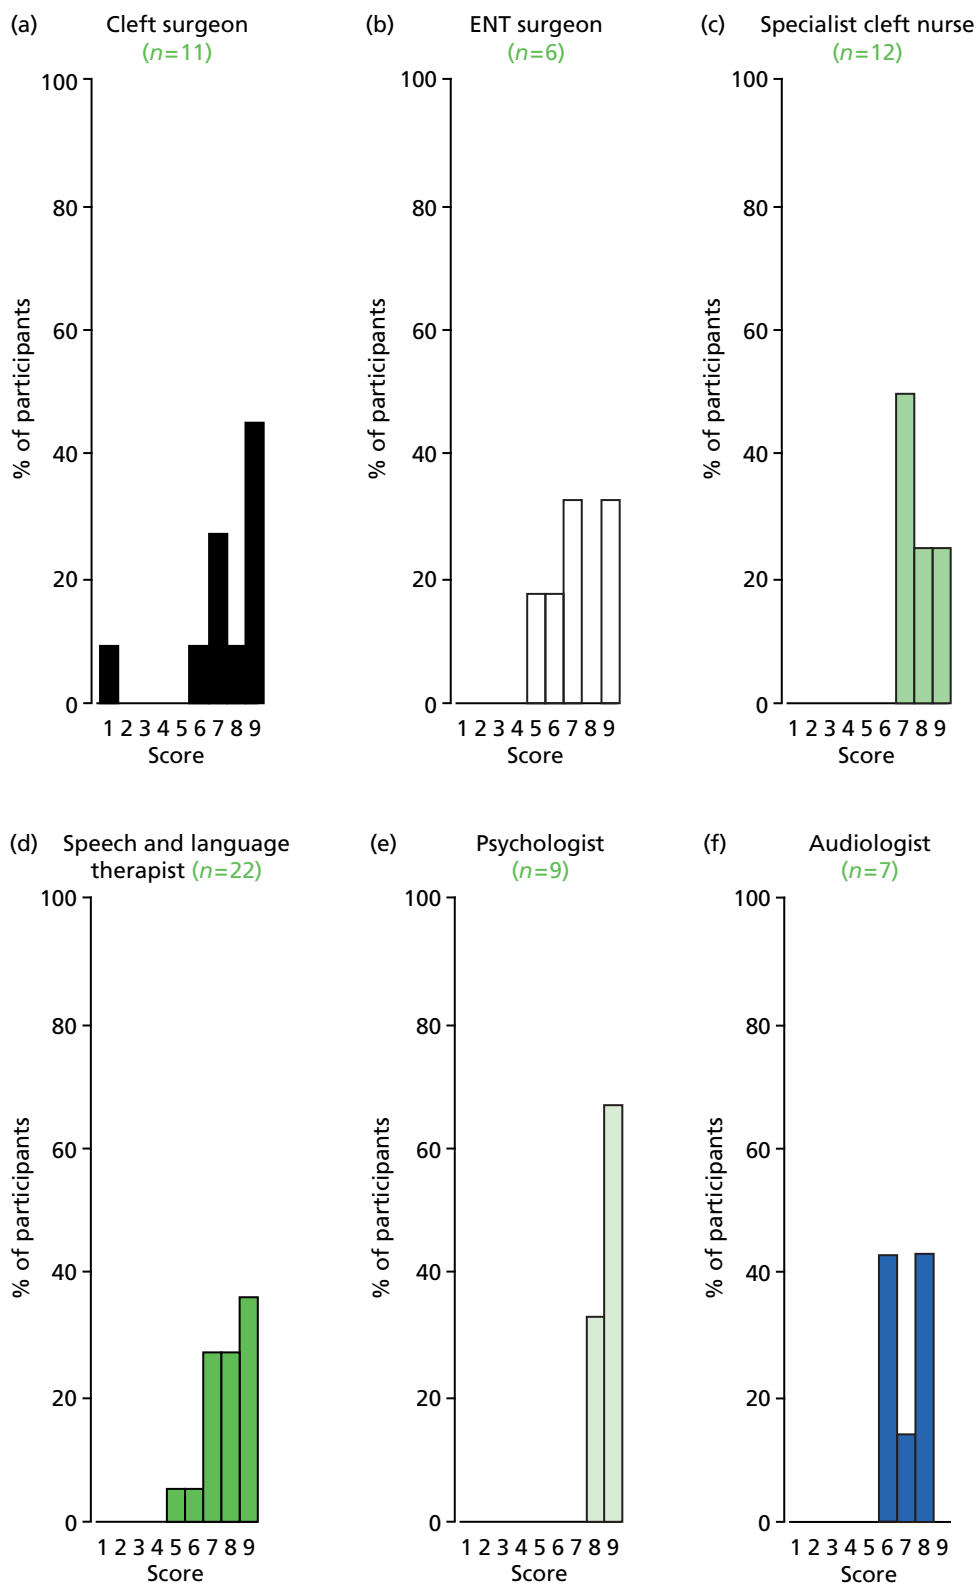 (a) Cleft surgeon
(n=11)
100
80
60
40
20
0
% of participants
1 2 3 4 5 6 7 8 9
Score
(b) ENT surgeon
(n=6)
100
80
60
40
20
0
% of participants
1 2 3 4 5 6 7 8 9
Score
(c) Specialist cleft nurse
(n=12)
100
80
60
40
20
0
% of participants
1 2 3 4 5 6 7 8 9
Score
(d) Speech and language
therapist (n=22)
100
80
60
40
20
0
% of participants
1 2 3 4 5 6 7 8 9
Score
(e) Psychologist
(n=9)
100
80
60
40
20
0
% of participants
1 2 3 4 5 6 7 8 9
Score
(f) Audiologist
(n=7)
100
80
60
40
20
0
% of participants
1 2 3 4 5 6 7 8 9
Score